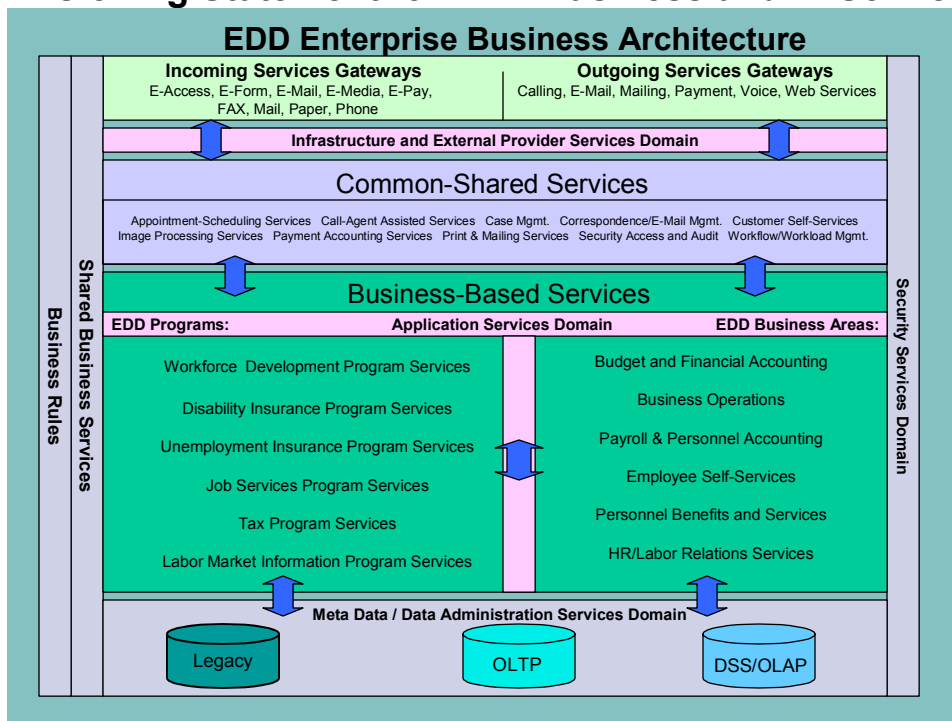 EDD Enterprise Business Architecture
Incoming Services Gateways
E-Access, E-Form, E-Mail, E-Media, E-Pay,
FAX, Mail, Paper, Phone
Outgoing Services Gateways
Calling, E-Mail, Mailing, Payment, Voice, Web Services
Infrastructure and External Provider Services Domain
Common-Shared Services
Appointment-Scheduling Services Call-Agent Assisted Services Case Mgmt. Correspondence/E-Mail Mgmt. Customer Self-Services
Image Processing Services Payment Accounting Services Print & Mailing Services Security Access and Audit Workflow/Workload Mgmt.
Business Rules
Shared Business Services
Security Services Domain
Business-Based Services
EDD Programs: Application Services Domain EDD Business Areas:
Workforce Development Program Services
Disability Insurance Program Services
Unemployment Insurance Program Services
Job Services Program Services
Tax Program Services
Labor Market Information Program Services
Budget and Financial Accounting
Business Operations
Payroll & Personnel Accounting
Employee Self-Services
Personnel Benefits and Services
HR/Labor Relations Services
Meta Data / Data Administration Services Domain
Legacy
OLTP
DSS/OLAP